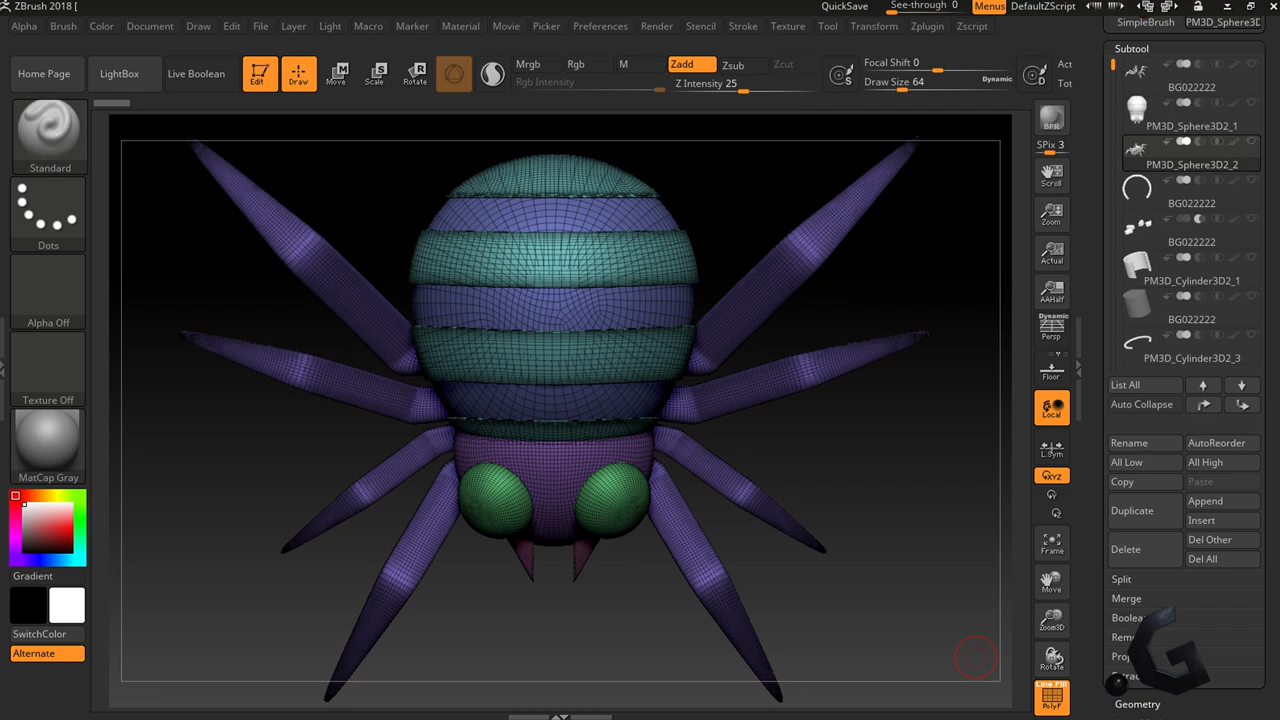 ZBrush 2018 [
QuickSave
See-through 0
Menus
DefaultZScript
Alpha Brush Color Document Draw Edit File Layer Light Macro Marker Material Movie Picker Preferences Render Stencil Stroke Texture Tool Transform Zplugin Zscript
SimpleBrush
PM3D_Sphere3D
Home Page
LightBox
Live Boolean
Edit
Draw
Move
Scale
Rotate
Mrgb Rgb M
Rgb Intensity
Zadd Zsub Cut
Z Intensity 25
S
Focal Shift 0
Draw Size 64
Dynamic
D
Act
Tot
Standard
Dots
Alpha Off
Texture Off
MatCap Gray
Gradient
SwitchColor
Alternate
BPR
SPix 3
Scroll
Zoom
Actual
AAHalf
Dynamic
Persp
Floor
Local
L.Sym
XYZ
Y
Z
Frame
Move
Zoom3D
Rotate
Line Fill
PolyF
Subtool
BG022222
PM3D_Sphere3D2_1
PM3D_Sphere3D2_2
BG022222
BG022222
PM3D_Cylinder3D2_1
BG022222
PM3D_Cylinder3D2_3
List All
Auto Collapse
Rename AutoReorder
All Low All High
Copy Paste
Duplicate Append
Insert
Delete Del Other
Del All
Split
Merge
Boolea
Rem
Geometry